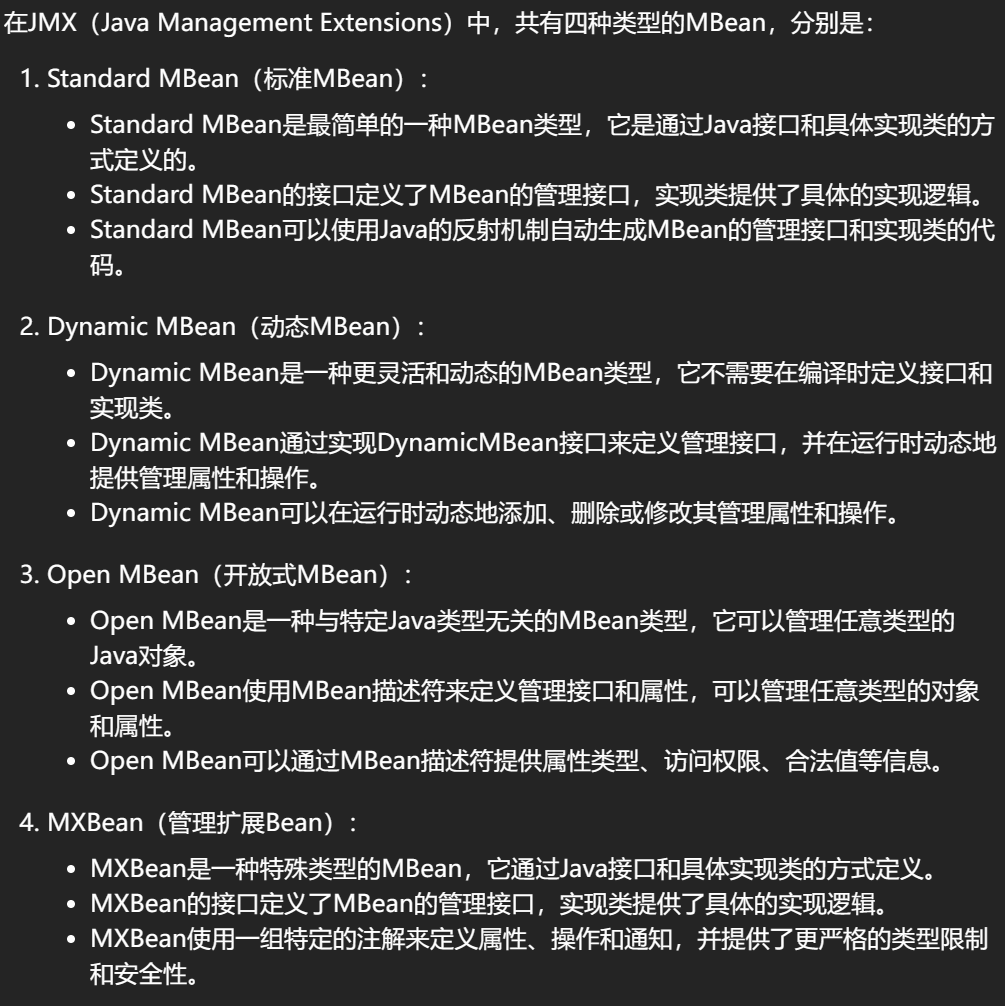 在JMX（Java Management Extensions）中，共有四种类型的MBean，分别是：
1. Standard MBean（标准MBean）：
• Standard MBean是最简单的一种MBean类型，它是通过Java接口和具体实现类的方
式定义的。
• Standard MBean的接口定义了MBean的管理接口，实现类提供了具体的实现逻辑。
• Standard MBean可以使用Java的反射机制自动生成MBean的管理接口和实现类的代
码。
2. Dynamic MBean（动态MBean）：
• Dynamic MBean是一种更灵活和动态的MBean类型，它不需要在编译时定义接口和
实现类。
• Dynamic MBean通过实现DynamicMBean接口来定义管理接口，并在运行时动态地
提供管理属性和操作。
• Dynamic MBean可以在运行时动态地添加、删除或修改其管理属性和操作。
3. Open MBean（开放式MBean）：
• Open MBean是一种与特定Java类型无关的MBean类型，它可以管理任意类型的
Java对象。
• Open MBean使用MBean描述符来定义管理接口和属性，可以管理任意类型的对象
和属性。
• Open MBean可以通过MBean描述符提供属性类型、访问权限、合法值等信息。
4. MXBean（管理扩展Bean）：
• MXBean是一种特殊类型的MBean，它通过Java接口和具体实现类的方式定义。
• MXBean的接口定义了MBean的管理接口，实现类提供了具体的实现逻辑。
• MXBean使用一组特定的注解来定义属性、操作和通知，并提供了更严格的类型限制
和安全性。